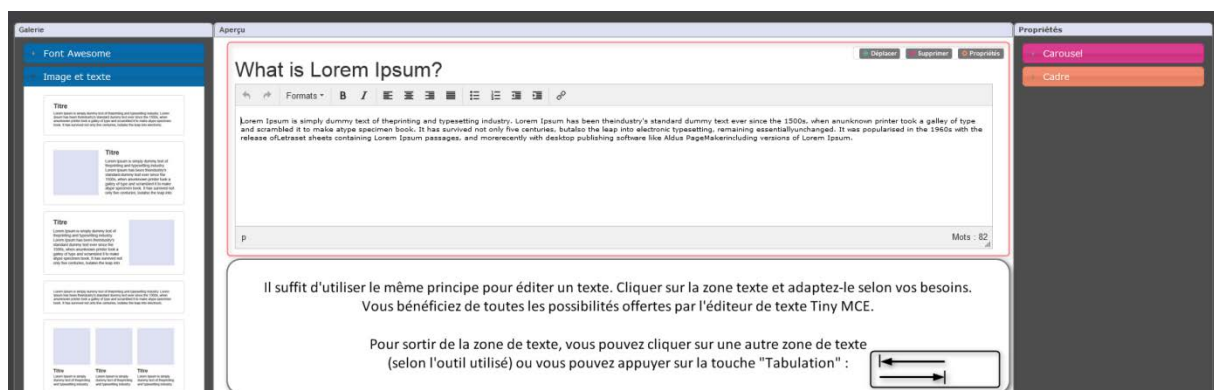 Galerie
Aperçu
Propriétés
Font Awesome
Image et texte
Titre
Titre
Titre
Titre
Titre
Titre
Déplacer
Supprimer
Propriétés
What is Lorem Ipsum?
Formats
B I
Lorem Ipsum is simply dummy text of theprinting and typesetting industry. Lorem Ipsum has been theindustry's standard dummy text ever since the 1500s, when anunknown printer took a galley of type
and scrambled it to make atype specimen book. It has survived not only five centuries, butalso the leap into electronic typesetting, remaining essentiallyunchanged. It was popularised in the 1960s with the
release ofLetraset sheets containing Lorem Ipsum passages, and morerecently with desktop publishing software like Aldus PageMakerincluding versions of Lorem Ipsum.
p
Mots : 82
Il suffit d'utiliser le même principe pour éditer un texte. Cliquer sur la zone texte et adaptez-le selon vos besoins.
Vous bénéficiez de toutes les possibilités offertes par l'éditeur de texte Tiny MCE.
Pour sortir de la zone de texte, vous pouvez cliquer sur une autre zone de texte
(selon l'outil utilisé) ou vous pouvez appuyer sur la touche "Tabulation" :
Carousel
Cadre